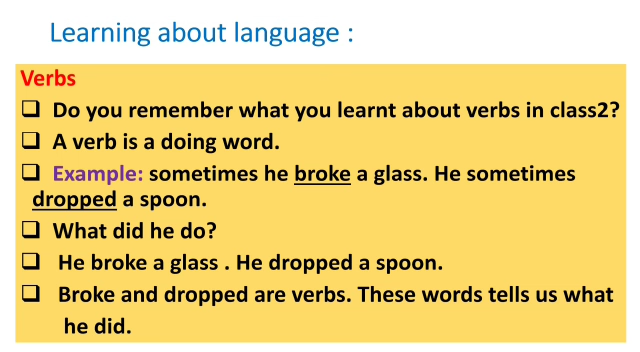 Learning about language :
Verbs
❑ Do you remember what you learnt about verbs in class2?
❑ A verb is a doing word.
❑ Example: sometimes he broke a glass. He sometimes
dropped a spoon.
❑ What did he do?
❑ He broke a glass . He dropped a spoon.
❑ Broke and dropped are verbs. These words tells us what
he did.